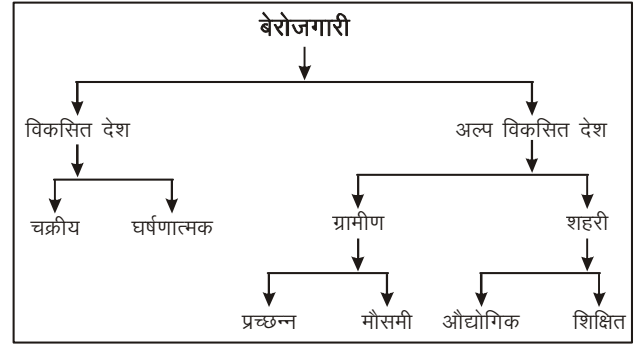 बेरोजगारी
विकसित देश अल्प विकसित देश
चक्रीय घर्षणात्मक ग्रामीण शहरी
प्रच्छन्न मौसमी औद्योगिक शिक्षित